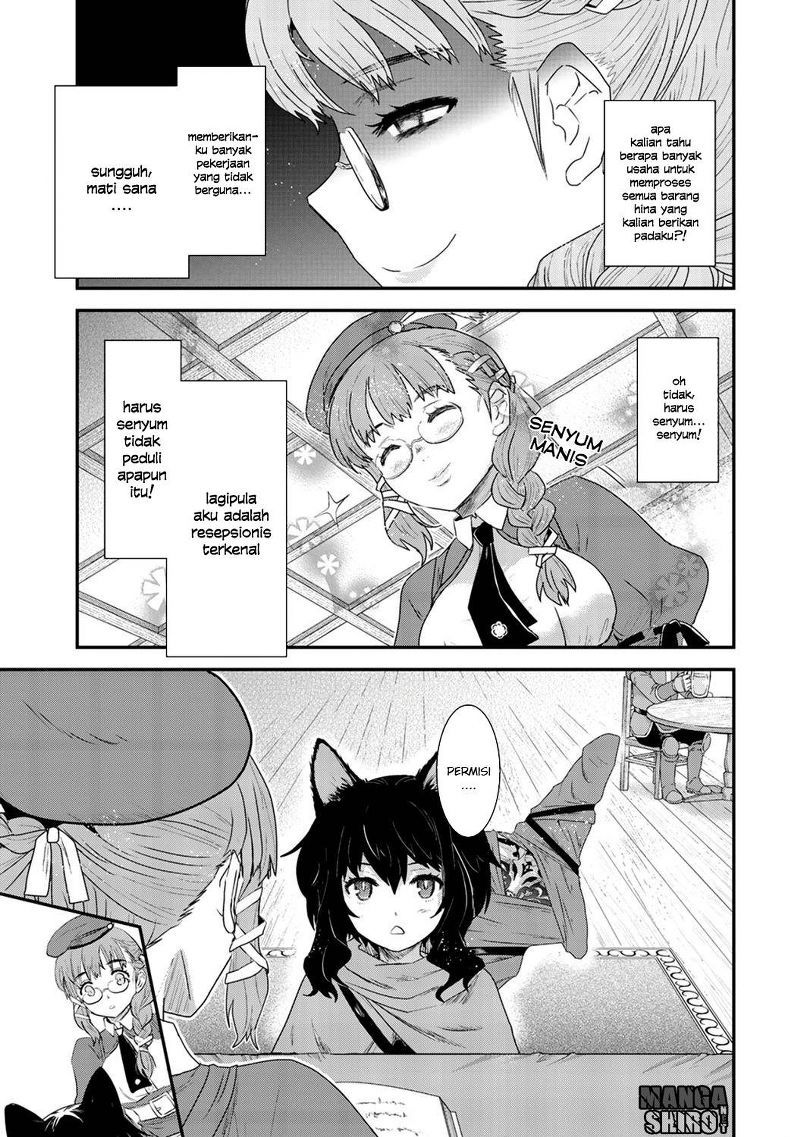 apa
kalian tahu
berapa banyak
usaha untuk
memproses
semua barang
hina yang
kalian berikan
padaku?!
memberikan-
ku banyak
pekerjaan
yang tidak
berguna...
sungguh,
mati sana
....
oh
tidak,
harus
senyum...
senyum!
SENYUM
MANIS
lagipula
aku adalah
resepsionis
terkenal
harus
senyum
tidak
peduli
apapun
itu!
PERMISI
....
MANGA
SHIRO
NET